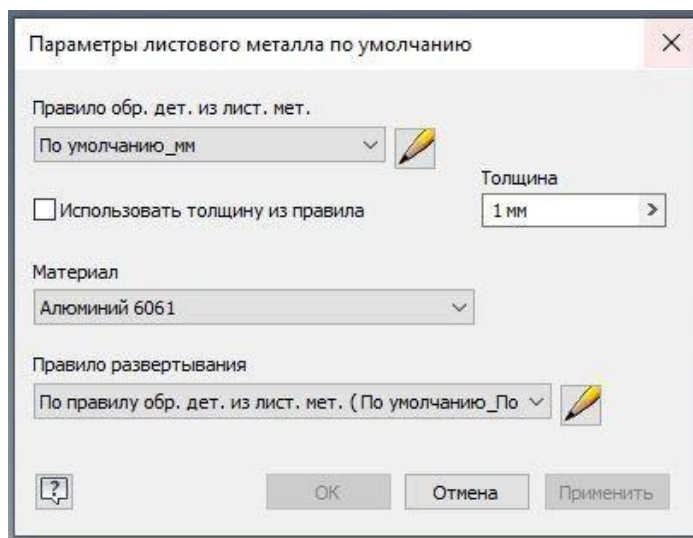 Параметры листового металла по умолчанию
Правило обр. дет. из лист. мет.
По умолчанию_мм
Толщина
Использовать толщину из правила
1 мм
Материал
Алюминий 6061
Правило развертывания
По правилу обр. дет. из лист. мет. ( По умолчанию_По
ОК
Отмена
Применить